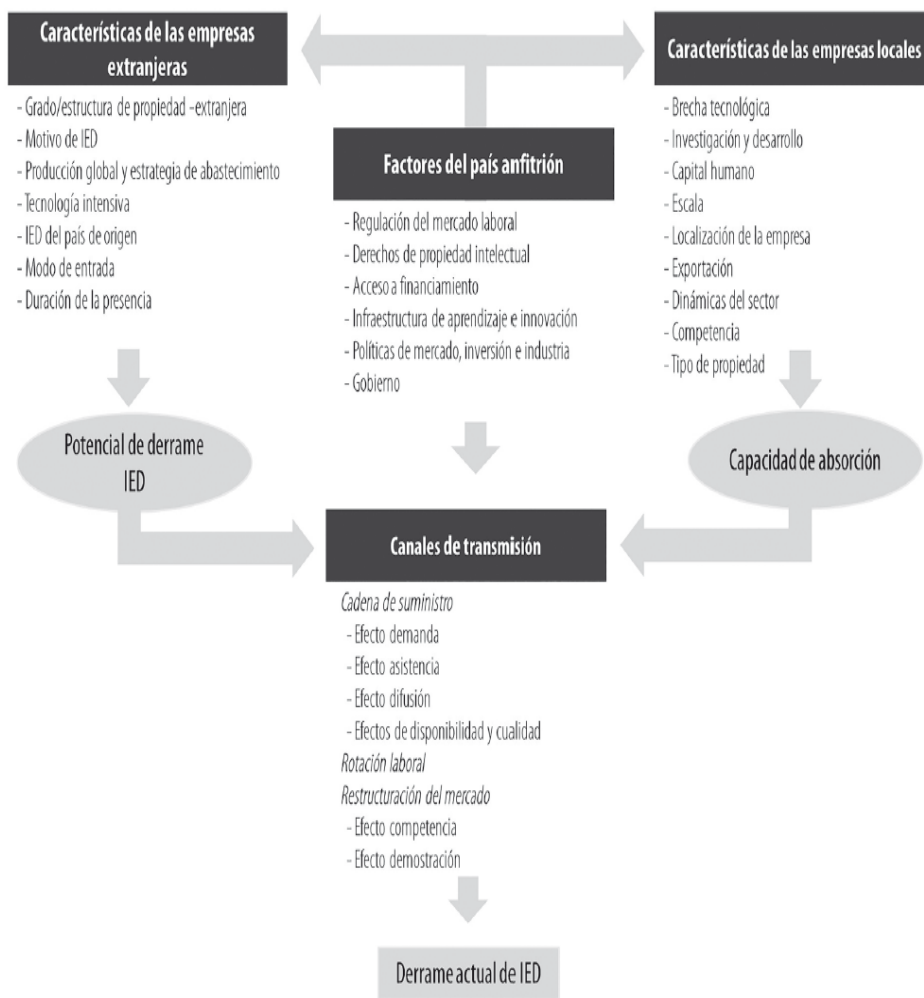 Características de las empresas
extranjeras
- Grado/estructura de propiedad -extranjera
- Motivo de IED
- Producción global y estrategia de abastecimiento
- Tecnología intensiva
- IED del país de origen
- Modo de entrada
- Duración de la presencia
Potencial de derrame
IED
Factores del país anfitrión
- Regulación del mercado laboral
- Derechos de propiedad intelectual
- Acceso a financiamiento
- Infraestructura de aprendizaje e innovación
- Políticas de mercado, inversión e industria
- Gobierno
Características de las empresas locales
- Brecha tecnológica
- Investigación y desarrollo
- Capital humano
- Escala
- Localización de la empresa
- Exportación
- Dinámicas del sector
- Competencia
- Tipo de propiedad
Capacidad de absorción
Canales de transmisión
Cadena de suministro
- Efecto demanda
- Efecto asistencia
- Efecto difusión
- Efectos de disponibilidad y cualidad
Rotación laboral
Restructuración del mercado
- Efecto competencia
- Efecto demostración
Derrame actual de IED